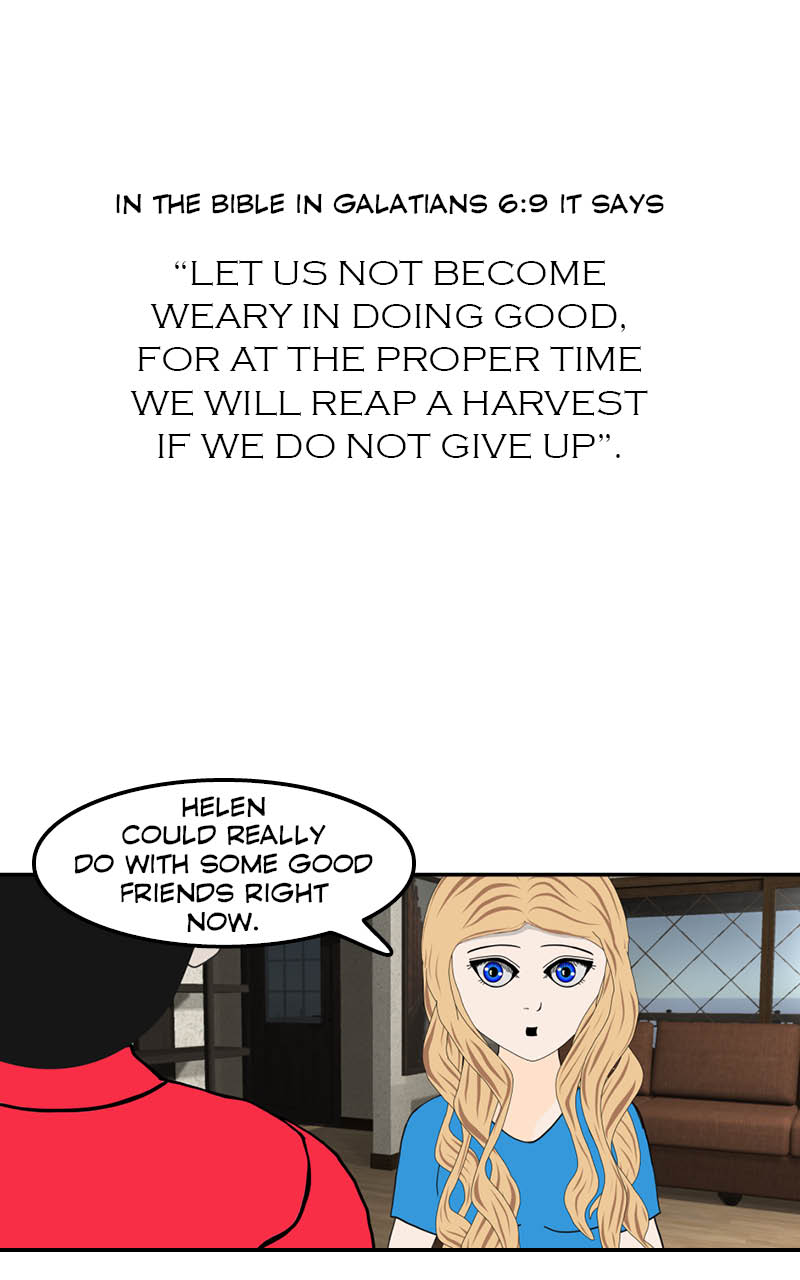 IN THE BIBLE IN GALATIANS 6:9 IT SAYS
“LET US NOT BECOME
WEARY IN DOING GOOD,
FOR AT THE PROPER TIME
WE WILL REAP A HARVEST
IF WE DO NOT GIVE UP”.
HELEN
COULD REALLY
DO WITH SOME GOOD
FRIENDS RIGHT
NOW.